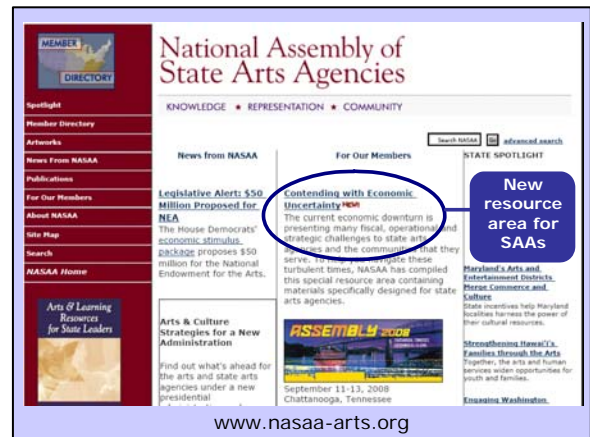 MEMBER
DIRECTORY
National Assembly of
State Arts Agencies
KNOWLEDGE ★ REPRESENTATION ★ COMMUNITY
Spotlight
Member Directory
Artworks
News From NASAA
Publications
For Our Members
About NASAA
Site Map
Search
NASAA Home
Arts & Learning
Resources
for State Leaders
Search NASAA Go advanced search
News from NASAA
Legislative Alert: $50
Million Proposed for
NEA
The House Democrats'
economic stimulus
package proposes $50
million for the National
Endowment for the Arts.
Arts & Culture
Strategies for a New
Administration
Find out what's ahead for
the arts and state arts
agencies under a new
presidential
For Our Members
Contending with Economic
Uncertainty NEW!
The current economic downturn is
presenting many fiscal, operational and
strategic challenges to state arts
agencies and the communities that they
serve. To help you navigate these
turbulent times, NASAA has compiled
this special resource area containing
materials specifically designed for state
arts agencies.
ASSEMBLY 2008
September 11-13, 2008
Chattanooga, Tennessee
STATE SPOTLIGHT
New
resource
area for
SAAs
Maryland's Arts and
Entertainment Districts
Merge Commerce and
Culture
State incentives help Maryland
localities harness the power of
their cultural resources.
Strengthening Hawai'i's
Families through the Arts
Together, the arts and human
services widen opportunities for
youth and families.
Engaging Washington
www.nasaa-arts.org